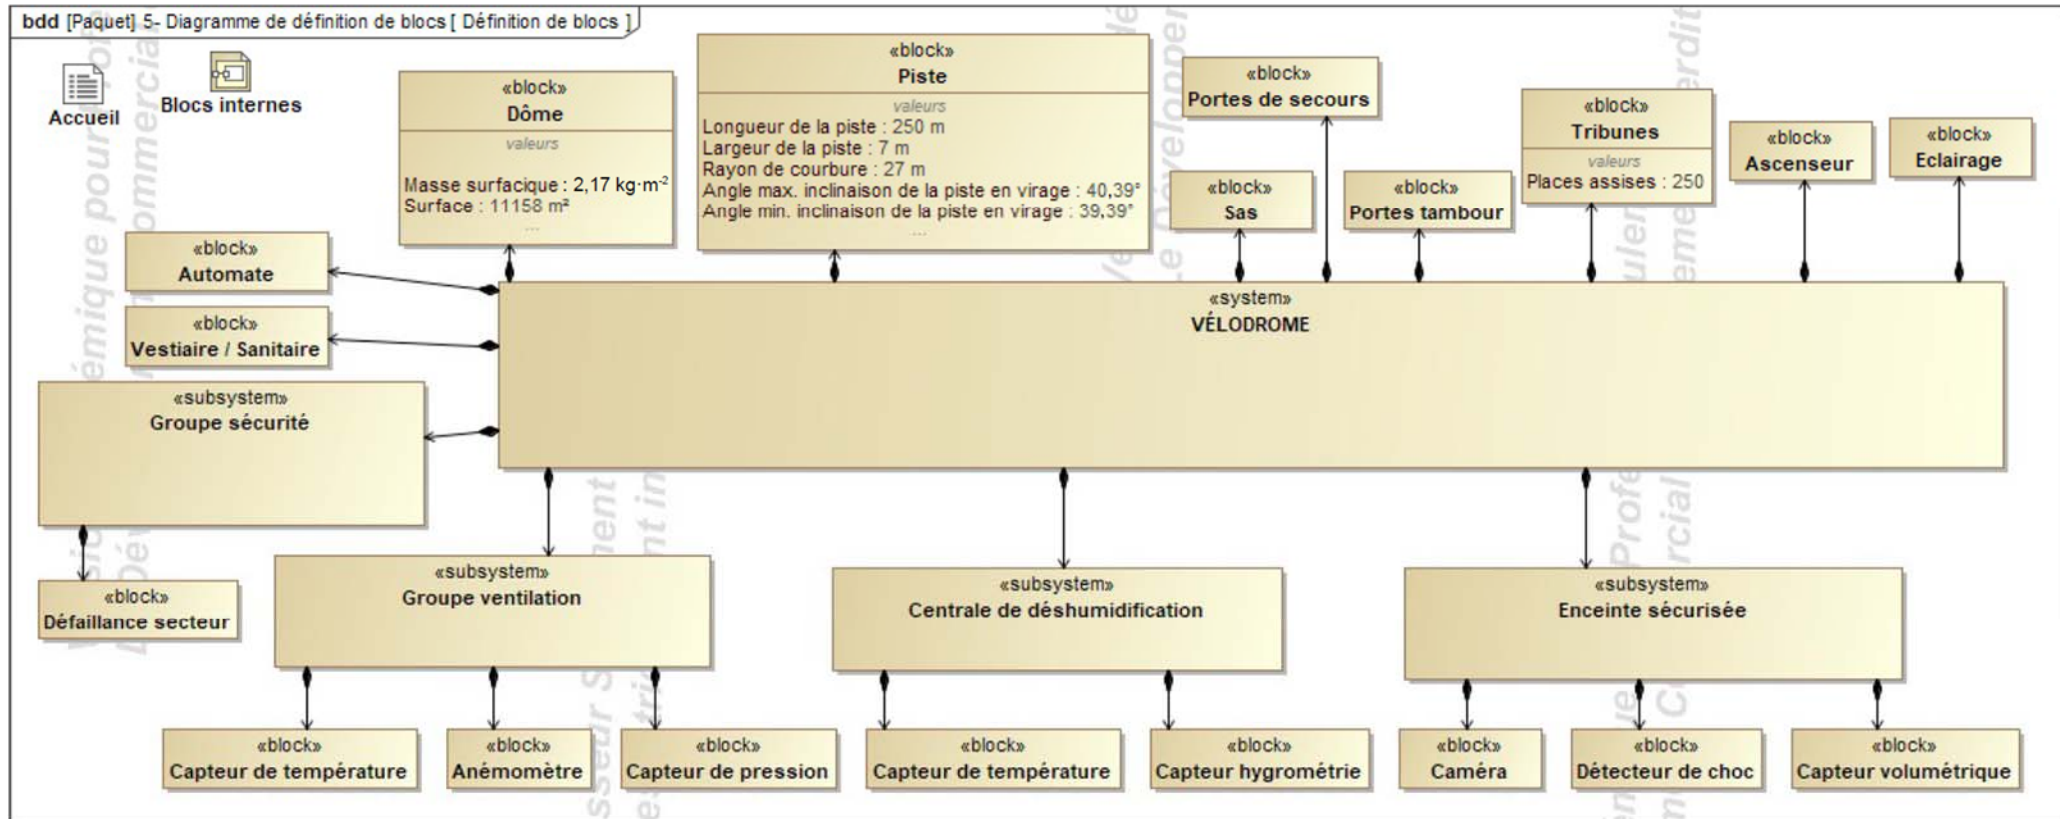 bdd [Paquet] 5- Diagramme de définition de blocs [ Définition de blocs ]
Accueil
Blocs internes
«block»
Dôme
valeurs
Masse surfacique : 2,17 kg·m⁻²
Surface : 11158 m²
...
«block»
Piste
valeurs
Longueur de la piste : 250 m
Largeur de la piste : 7 m
Rayon de courbure : 27 m
Angle max. inclinaison de la piste en virage : 40,39°
Angle min. inclinaison de la piste en virage : 39,39°
...
«block»
Portes de secours
«block»
Sas
«block»
Portes tambour
«block»
Tribunes
valeurs
Places assises : 250
«block»
Ascenseur
«block»
Eclairage
«block»
Automate
«block»
Vestiaire / Sanitaire
«system»
VÉLODROME
«subsystem»
Groupe sécurité
«block»
Défaillance secteur
«subsystem»
Groupe ventilation
«subsystem»
Centrale de déshumidification
«subsystem»
Enceinte sécurisée
«block»
Capteur de température
«block»
Anémomètre
«block»
Capteur de pression
«block»
Capteur de température
«block»
Capteur hygrométrie
«block»
Caméra
«block»
Détecteur de choc
«block»
Capteur volumétrique